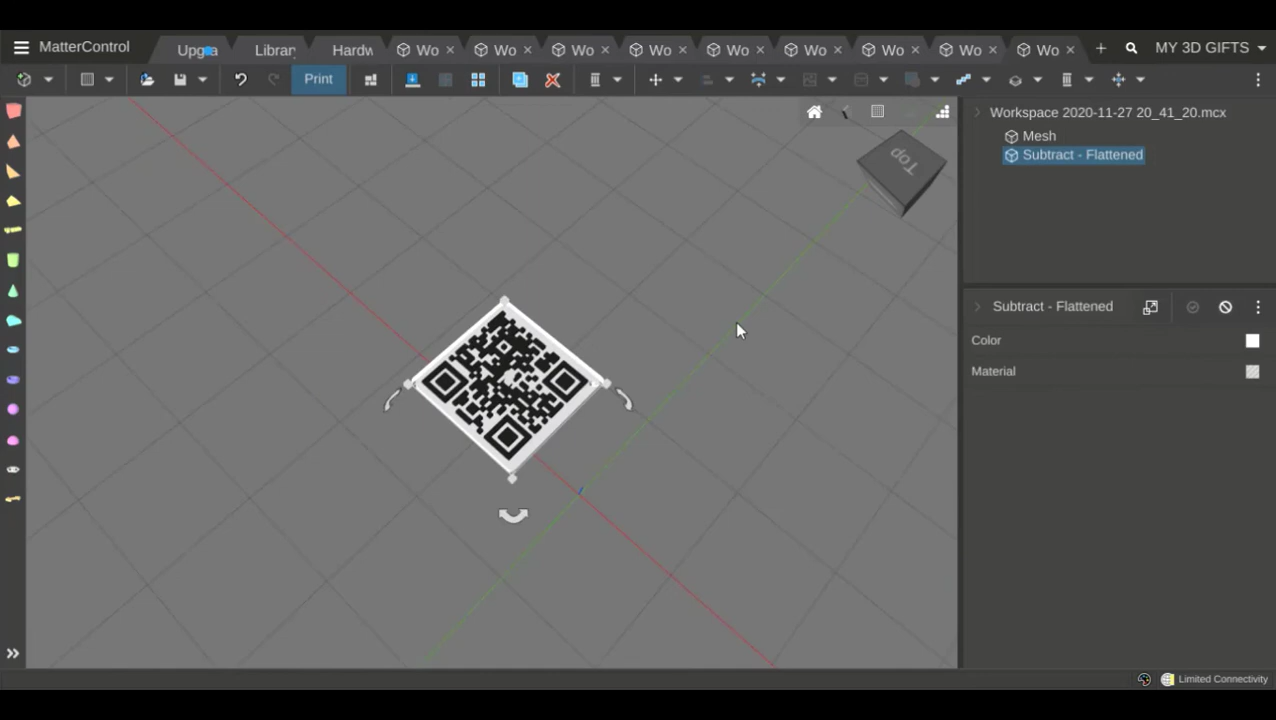 MatterControl
Upgra
Library
Hardw
Wo
Wo
Wo
Wo
Wo
Wo
Wo
Wo
Wo
MY 3D GIFTS
Print
Top
Workspace 2020-11-27 20_41_20.mcx
Mesh
Subtract - Flattened
Subtract - Flattened
Color
Material
Limited Connectivity